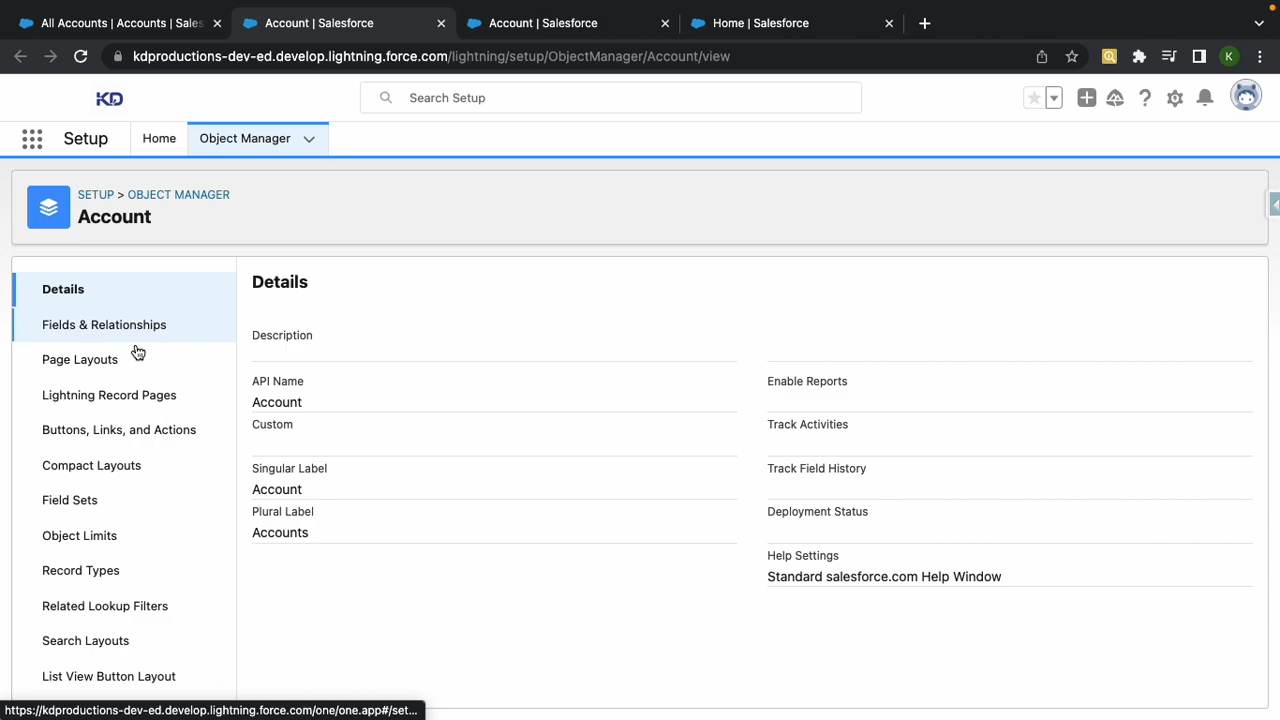 All Accounts | Accounts | Sales
Account | Salesforce
Account | Salesforce
Home | Salesforce
kdproductions-dev-ed.develop.lightning.force.com/lightning/setup/ObjectManager/Account/view
K
KD
Search Setup
Setup
Home
Object Manager
SETUP > OBJECT MANAGER
Account
Details
Fields & Relationships
Page Layouts
Lightning Record Pages
Buttons, Links, and Actions
Compact Layouts
Field Sets
Object Limits
Record Types
Related Lookup Filters
Search Layouts
List View Button Layout
Details
Description
API Name
Account
Custom
Singular Label
Account
Plural Label
Accounts
Enable Reports
Track Activities
Track Field History
Deployment Status
Help Settings
Standard salesforce.com Help Window
https://kdproductions-dev-ed.develop.lightning.force.com/one/one.app#/set...